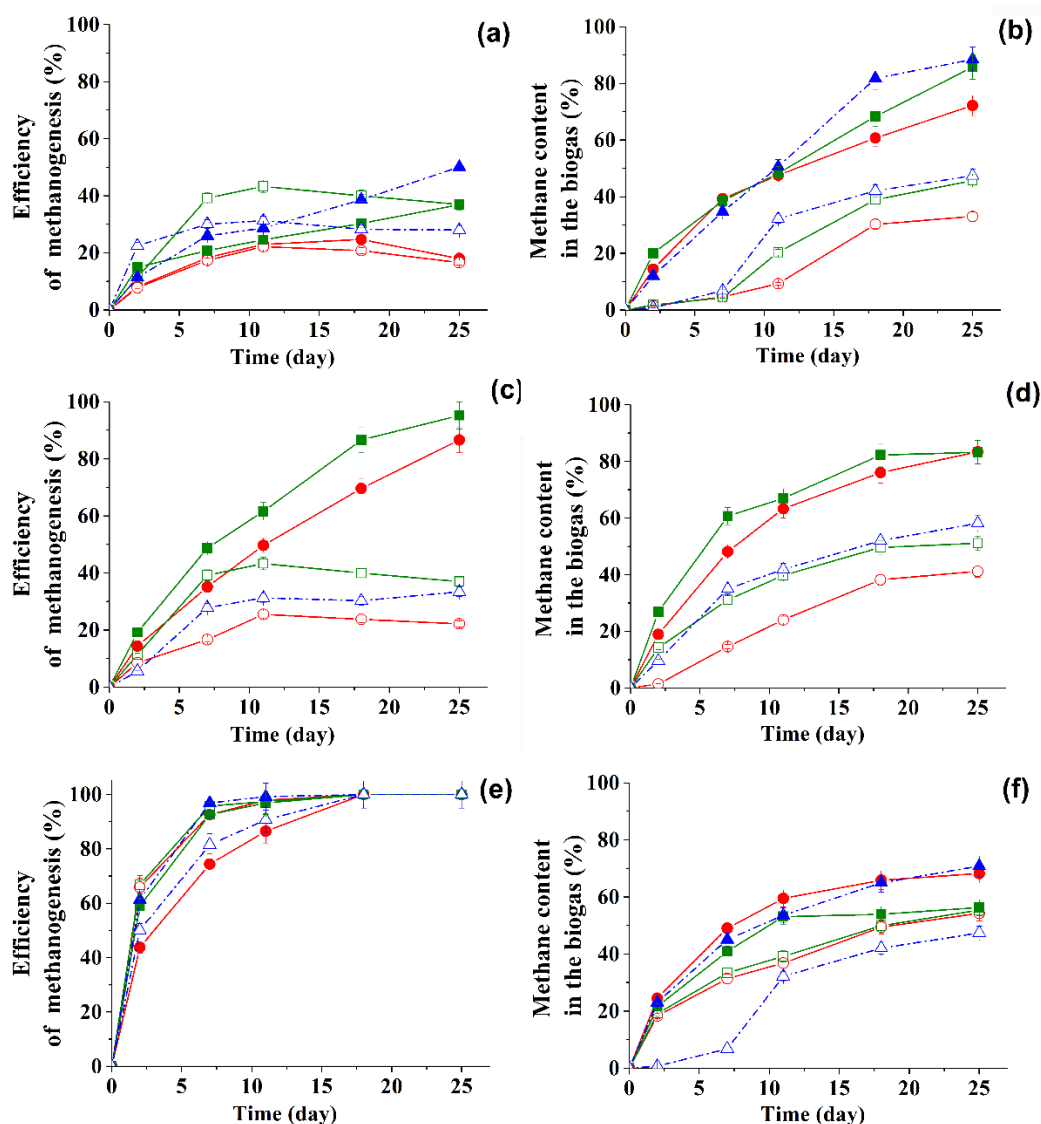 (a)
Efficiency
of methanogenesis (%)
100
80
60
40
20
0
0 5 10 15 20 25
Time (day)
(b)
Methane content
in the biogas (%)
100
80
60
40
20
0
0 5 10 15 20 25
Time (day)
(c)
Efficiency
of methanogenesis (%)
100
80
60
40
20
0
0 5 10 15 20 25
Time (day)
(d)
Methane content
in the biogas (%)
100
80
60
40
20
0
0 5 10 15 20 25
Time (day)
(e)
Efficiency
of methanogenesis (%)
100
80
60
40
20
0
0 5 10 15 20 25
Time (day)
(f)
Methane content
in the biogas (%)
100
80
60
40
20
0
0 5 10 15 20 25
Time (day)